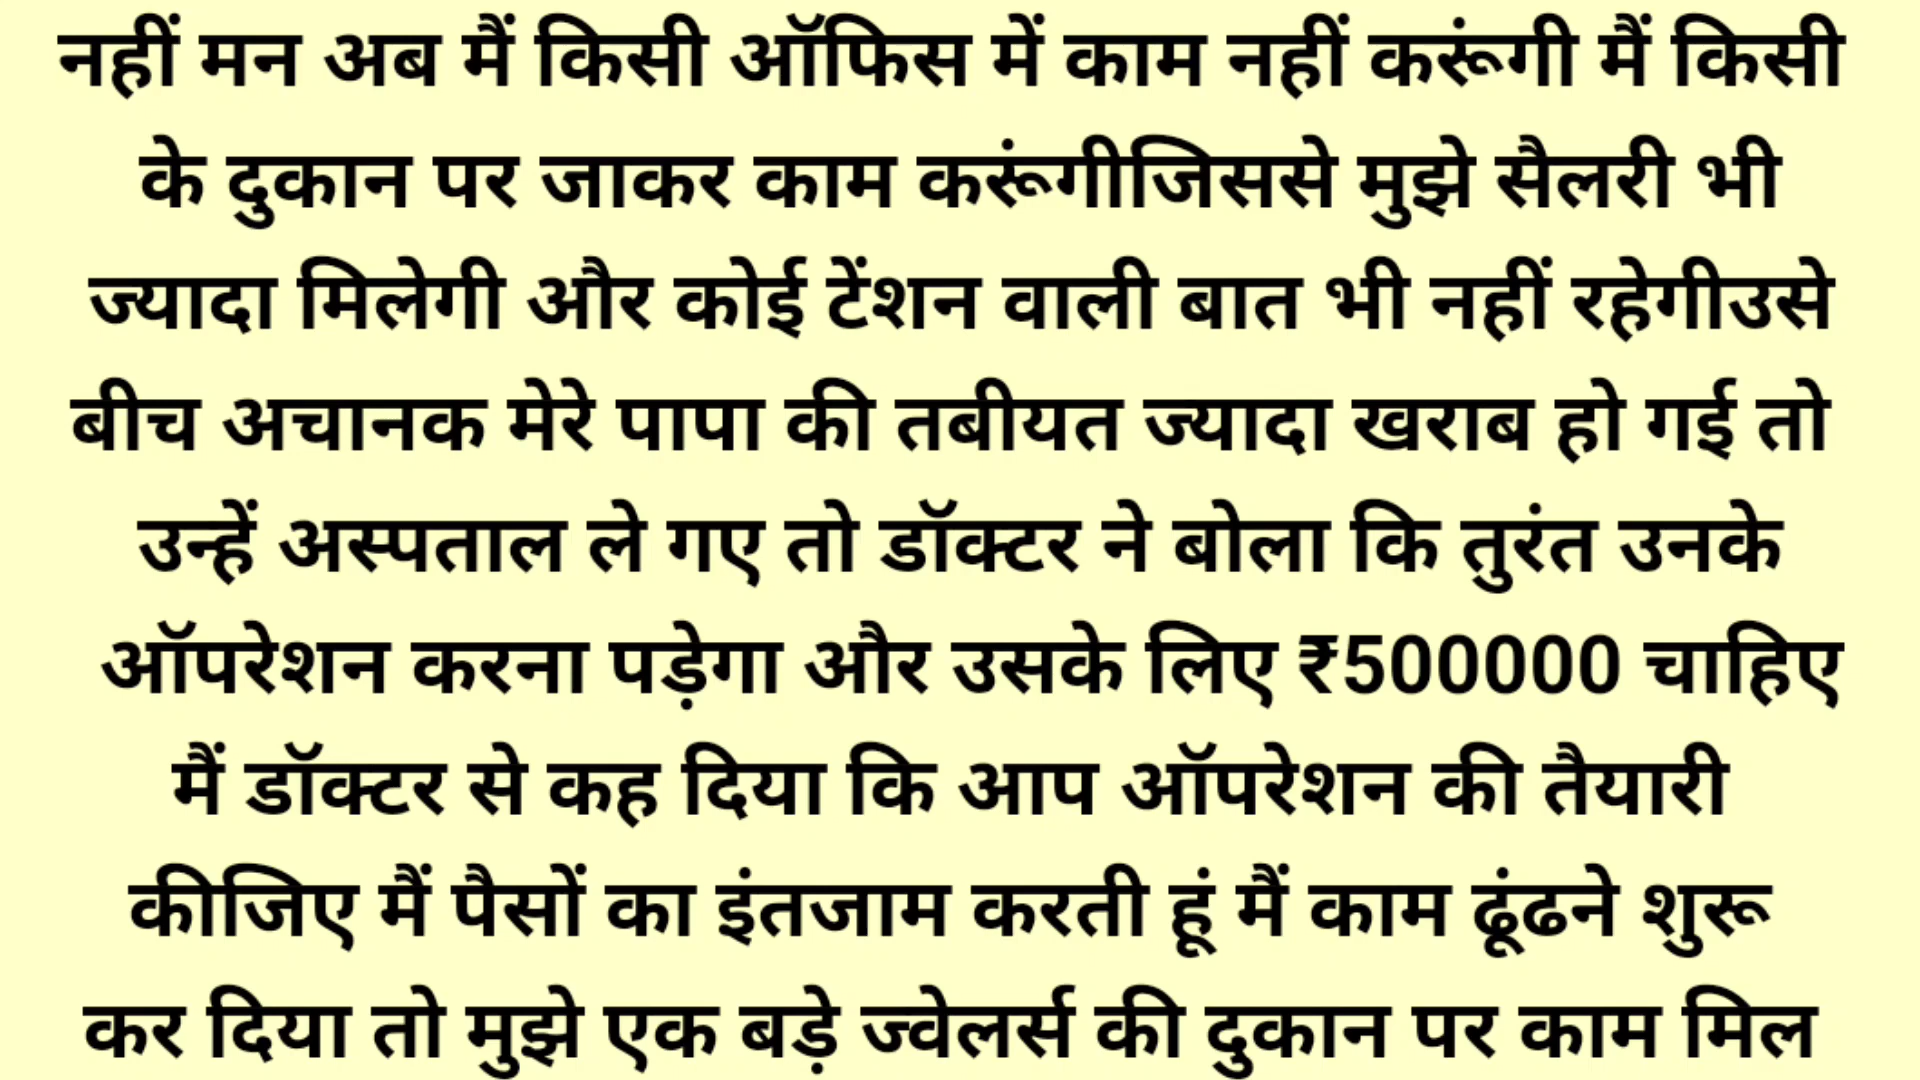 नहीं मन अब मैं किसी ऑफिस में काम नहीं करूंगी मैं किसी
के दुकान पर जाकर काम करूंगीजिससे मुझे सैलरी भी
ज्यादा मिलेगी और कोई टेंशन वाली बात भी नहीं रहेगीउसे
बीच अचानक मेरे पापा की तबीयत ज्यादा खराब हो गई तो
उन्हें अस्पताल ले गए तो डॉक्टर ने बोला कि तुरंत उनके
ऑपरेशन करना पड़ेगा और उसके लिए ₹500000 चाहिए
मैं डॉक्टर से कह दिया कि आप ऑपरेशन की तैयारी
कीजिए मैं पैसों का इंतजाम करती हूं मैं काम ढूंढने शुरू
कर दिया तो मुझे एक बड़े ज्वेलर्स की दुकान पर काम मिल